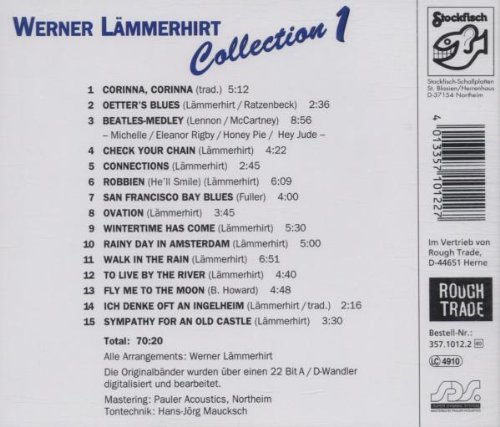 WERNER LÄMMERHIRT
Collection 1
1 CORINNA, CORINNA (trad.) 5:12
2 OETTER'S BLUES (Lämmerhirt / Ratzenbeck) 2:36
3 BEATLES-MEDLEY (Lennon / McCartney) 8:56
– Michelle / Eleanor Rigby / Honey Pie / Hey Jude –
4 CHECK YOUR CHAIN (Lämmerhirt) 4:22
5 CONNECTIONS (Lämmerhirt) 2:45
6 ROBBIEN (He'll Smile) (Lämmerhirt) 6:09
7 SAN FRANCISCO BAY BLUES (Fuller) 4:00
8 OVATION (Lämmerhirt) 3:45
9 WINTERTIME HAS COME (Lämmerhirt) 5:30
10 RAINY DAY IN AMSTERDAM (Lämmerhirt) 5:00
11 WALK IN THE RAIN (Lämmerhirt) 6:51
12 TO LIVE BY THE RIVER (Lämmerhirt) 4:40
13 FLY ME TO THE MOON (B. Howard) 4:48
14 ICH DENKE OFT AN INGELHEIM (Lämmerhirt / trad.) 2:16
15 SYMPATHY FOR AN OLD CASTLE (Lämmerhirt) 3:30
Total: 70:20
Alle Arrangements: Werner Lämmerhirt
Die Originalbänder wurden über einen 22 Bit A / D-Wandler
digitalisiert und bearbeitet.
Mastering: Pauler Acoustics, Northeim
Tontechnik: Hans-Jörg Maucksch
Stockfisch
Stockfisch-Schallplatten
St. Blasien/Herrenhaus
D-37154 Northeim
4 013357 101227
Im Vertrieb von
Rough Trade,
D-44651 Herne
ROUGH
TRADE
Bestell-Nr.:
357.1012.2
LC 4910